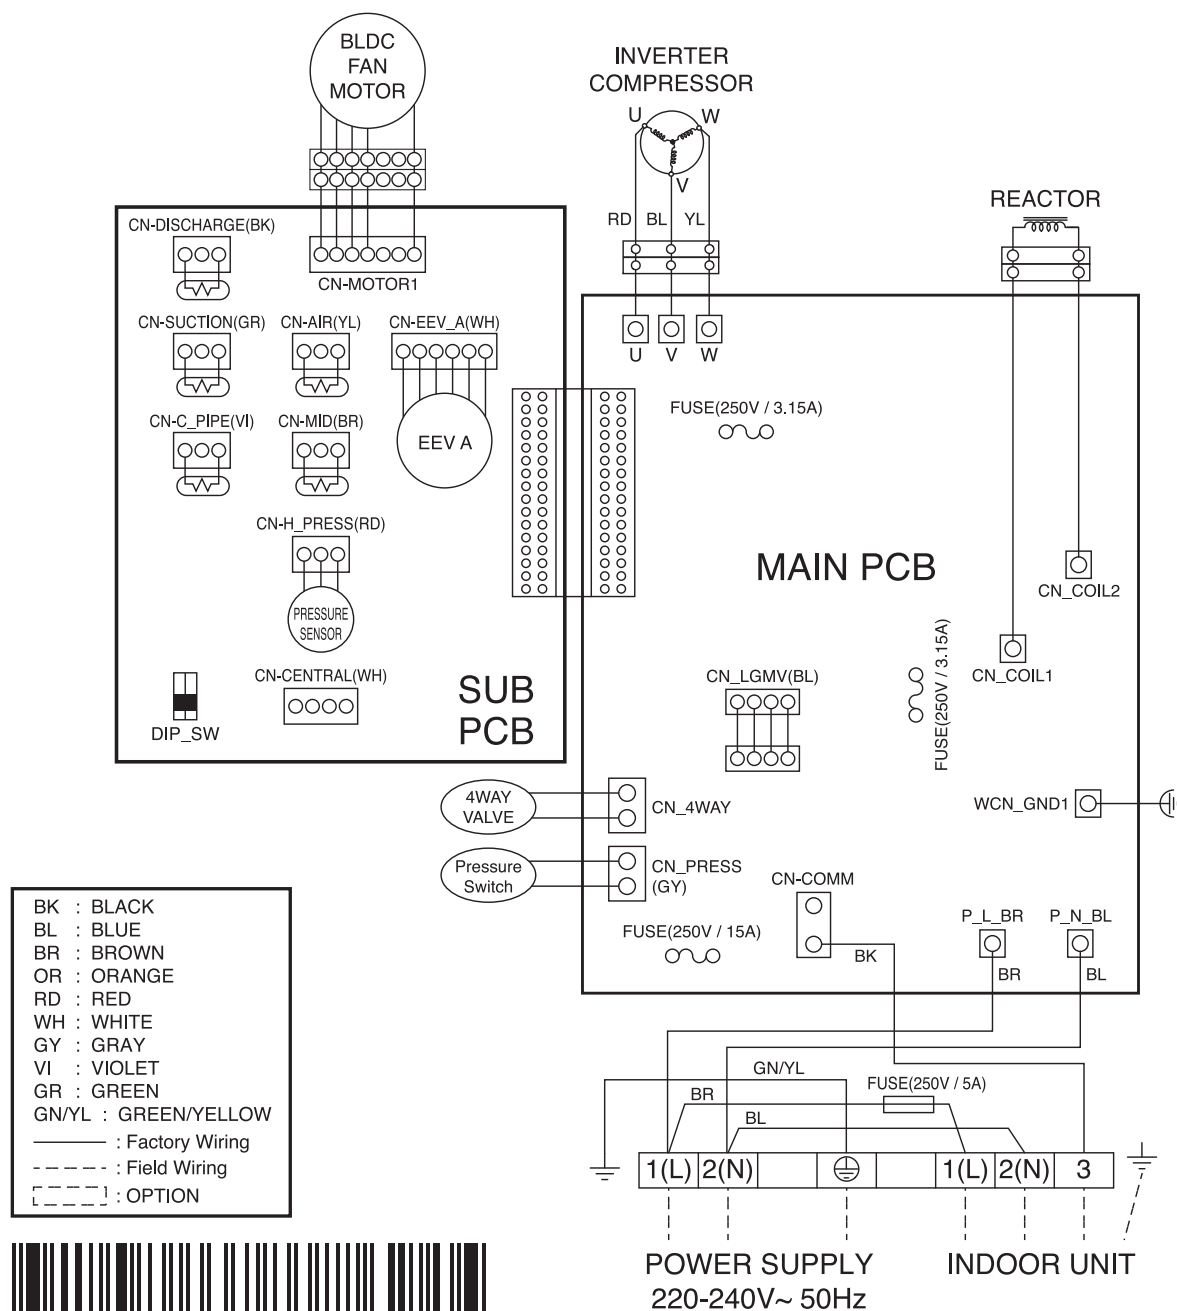 BLDC
FAN
MOTOR
INVERTER
COMPRESSOR
U
W
V
RD
BL
YL
REACTOR
CN-DISCHARGE(BK)
CN-MOTOR1
CN-SUCTION(GR)
CN-AIR(YL)
CN-EEV_A(WH)
U
V
W
FUSE(250V / 3.15A)
CN-C_PIPE(VI)
CN-MID(BR)
EEV A
CN-H_PRESS(RD)
PRESSURE
SENSOR
MAIN PCB
CN_COIL2
CN_COIL1
FUSE(250V / 3.15A)
CN-CENTRAL(WH)
DIP_SW
SUB
PCB
CN_LGMV(BL)
4WAY
VALVE
CN_4WAY
WCN_GND1
Pressure
Switch
CN_PRESS
(GY)
CN-COMM
BK
P_L_BR
P_N_BL
FUSE(250V / 15A)
BR
BL
BK : BLACK
BL : BLUE
BR : BROWN
OR : ORANGE
RD : RED
WH : WHITE
GY : GRAY
VI : VIOLET
GR : GREEN
GN/YL : GREEN/YELLOW
: Factory Wiring
: Field Wiring
: OPTION
GN/YL
FUSE(250V / 5A)
BR
BL
1(L)
2(N)
1(L)
2(N)
3
POWER SUPPLY
220-240V~ 50Hz
INDOOR UNIT